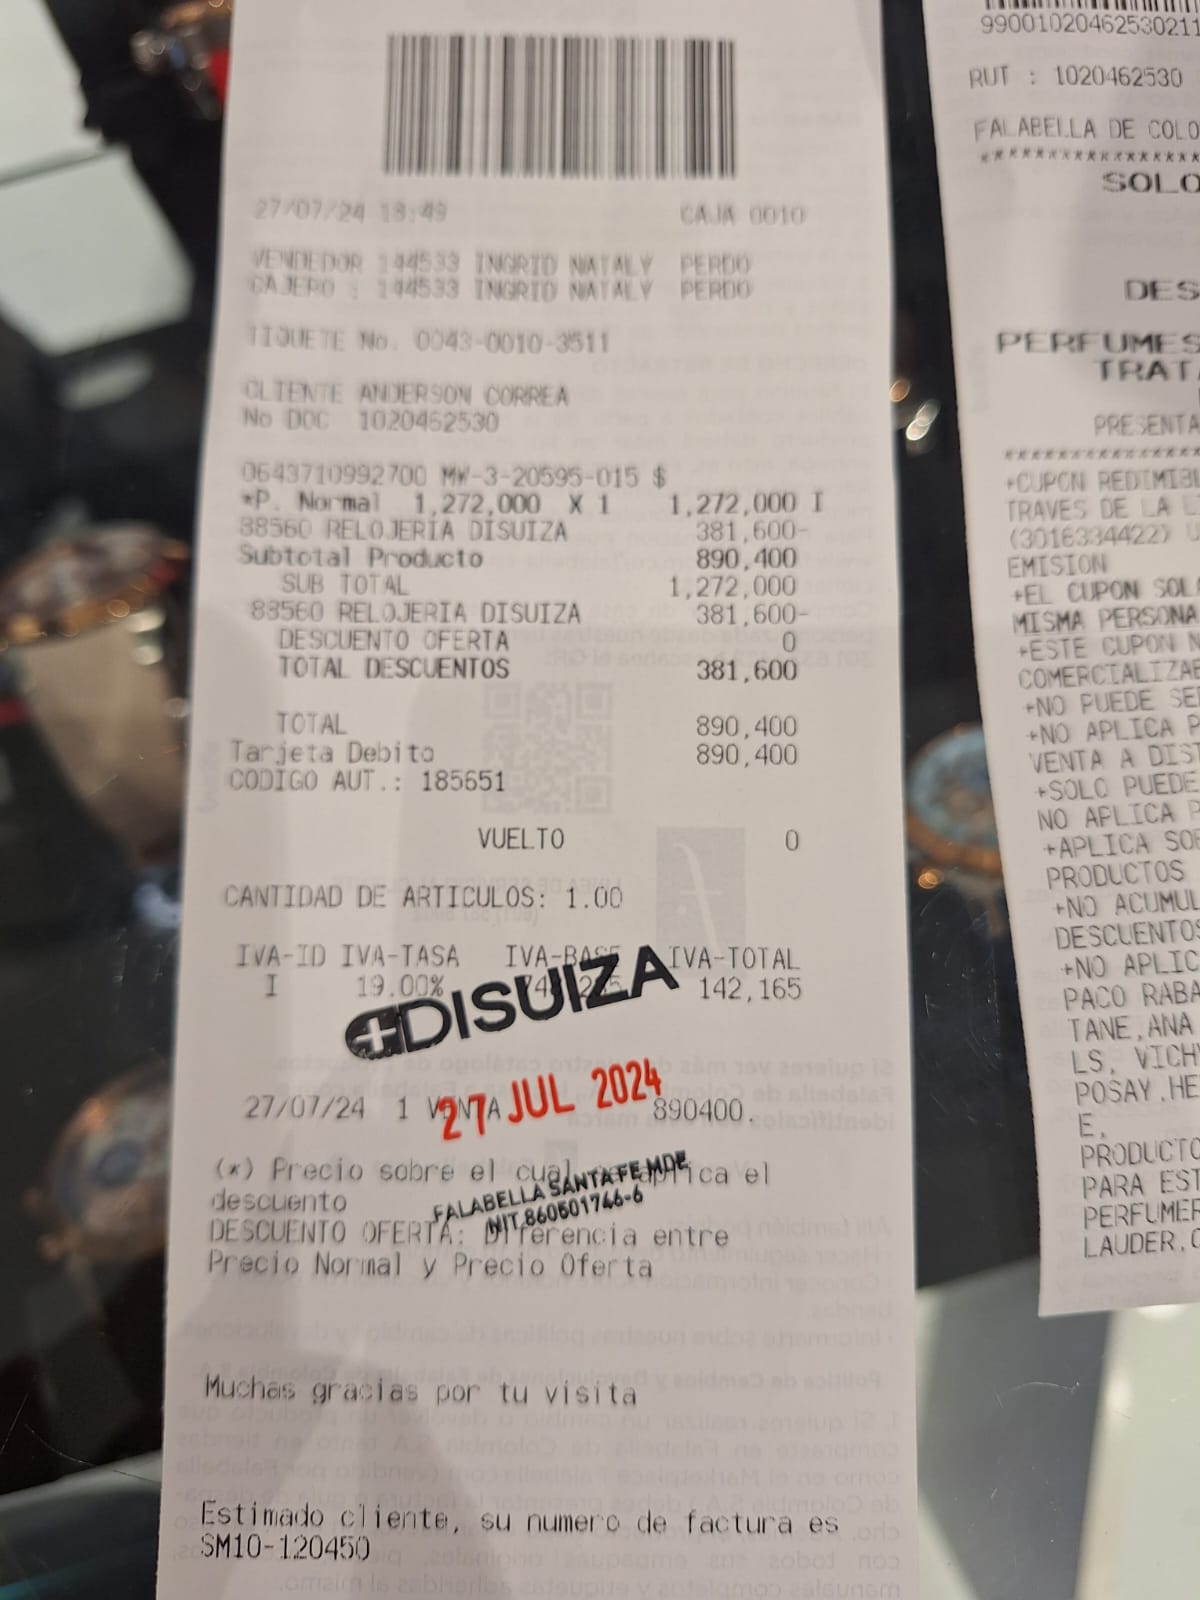 27/07/24 18:49 CAJA 0010
VENDEDOR 144533 INGRID NATALY PERDO
CAJERO : 144533 INGRID NATALY PERDO
TIQUETE No. 0043-0010-3511
CLIENTE ANDERSON CORREA
No DOC 1020462530
0643710992700 MW-3-20595-015 $
*P. Normal 1,272,000 X 1 1,272,000 I
88560 RELOJERIA DISUIZA 381,600-
Subtotal Producto 890,400
SUB TOTAL 1,272,000
88560 RELOJERIA DISUIZA 381,600-
DESCUENTO OFERTA 0
TOTAL DESCUENTOS 381,600
TOTAL 890,400
Tarjeta Debito 890,400
CODIGO AUT.: 185651
VUELTO 0
CANTIDAD DE ARTICULOS: 1.00
IVA-ID IVA-TASA IVA-BASE IVA-TOTAL
I 19.00% 142,165
DISUIZA
27 JUL 2024
27/07/24 1 VENTA 890400.
FALABELLA SANTA FE MDE
NIT.860501746-6
(*) Precio sobre el cual se aplica el
descuento
DESCUENTO OFERTA: Diferencia entre
Precio Normal y Precio Oferta
Muchas gracias por tu visita
Estimado cliente, su numero de factura es
SM10-120450
99001020462530211
RUT : 1020462530
FALABELLA DE COLO
********************
SOLO
DES
PERFUMES
TRAT
PRESENTA
********************
+CUPON REDIMIBL
TRAVES DE LA
(3016334422)
EMISION
+EL CUPON SOL
MISMA PERSONA
+ESTE CUPON N
COMERCIALIZAB
+NO PUEDE SE
+NO APLICA P
VENTA A DIST
+SOLO PUEDE
NO APLICA P
+APLICA SOB
PRODUCTOS
+NO ACUMUL
DESCUENTOS
+NO APLIC
PACO RABA
TANE,ANA
LS, VICHY
POSAY,HE
E,
PRODUCTO
PARA EST
PERFUMER
LAUDER,C